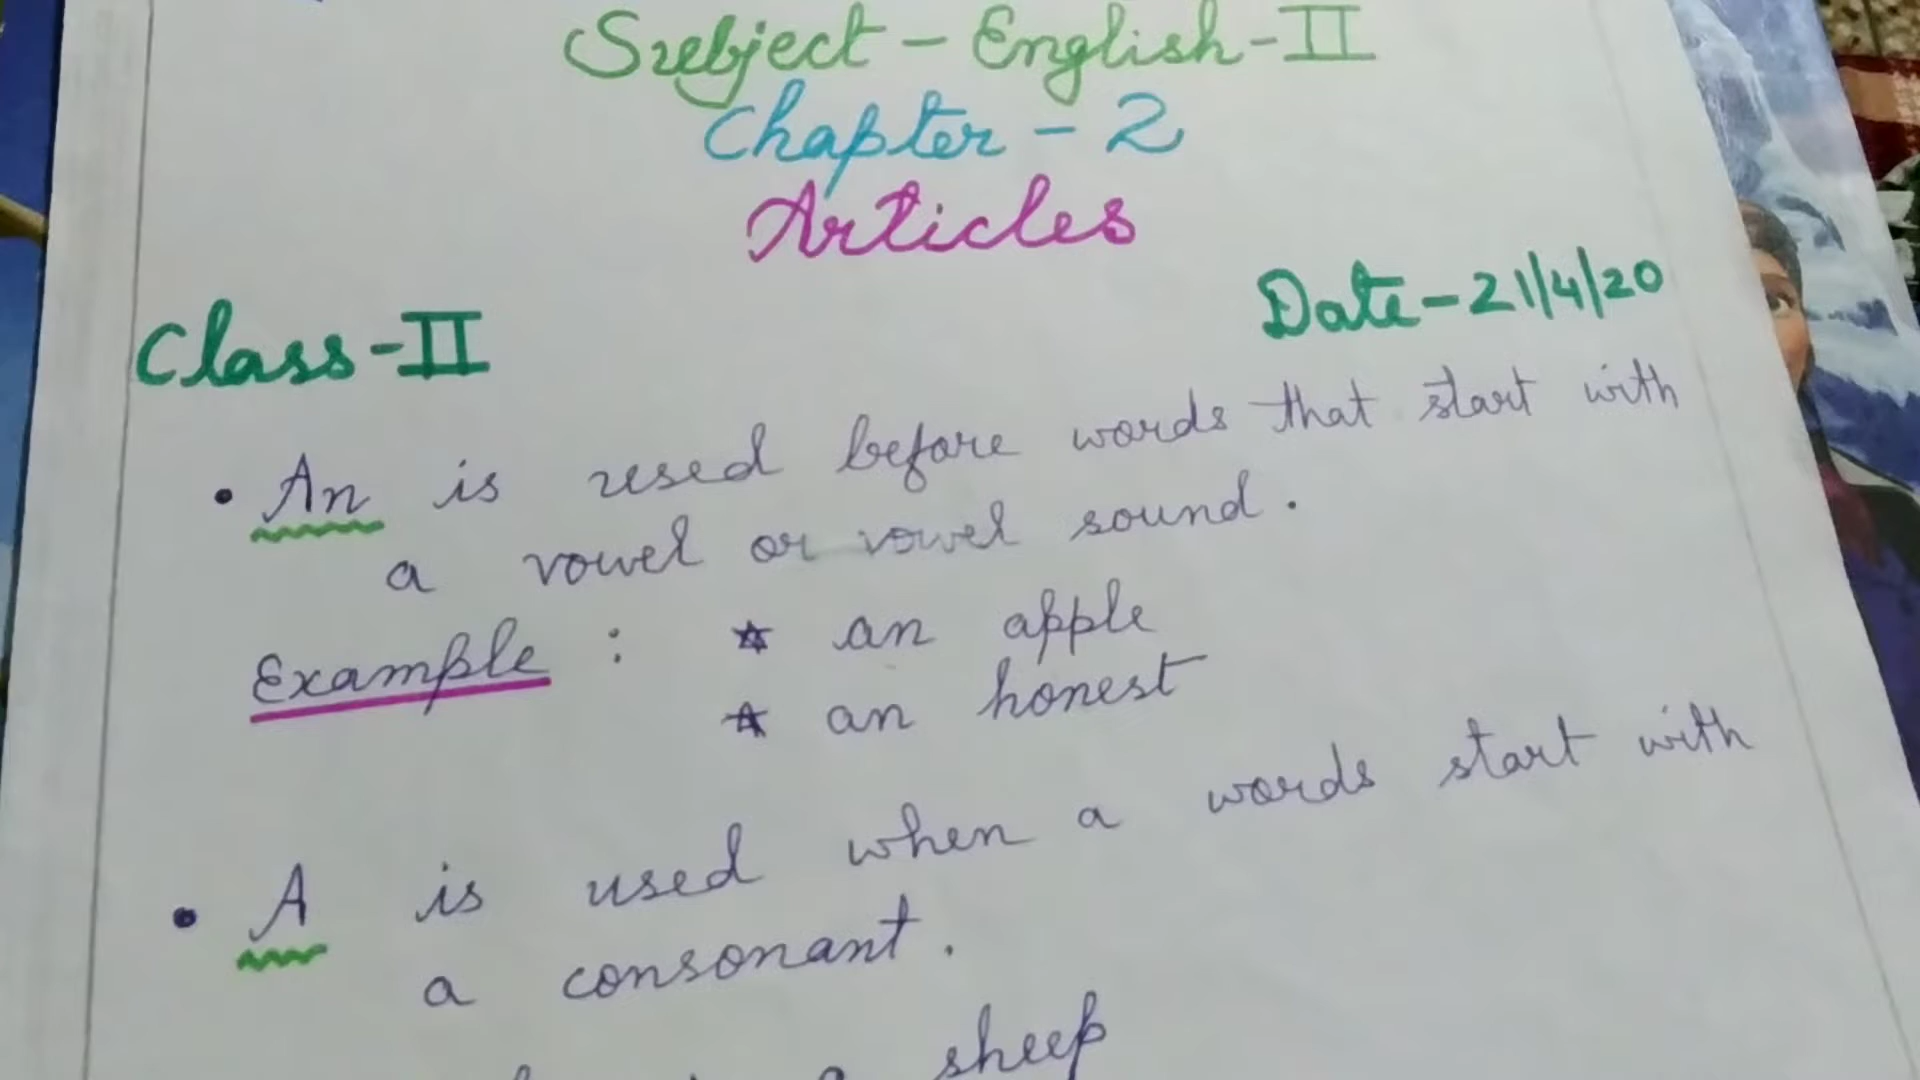 Subject - English - II
Chapter - 2
Articles
Class - II
Date - 21/4/20
• An is used before words that start with
a vowel or vowel sound.
Example : ☆ an apple
☆ an honest
• A is used when a words start with
a consonant.
sheep